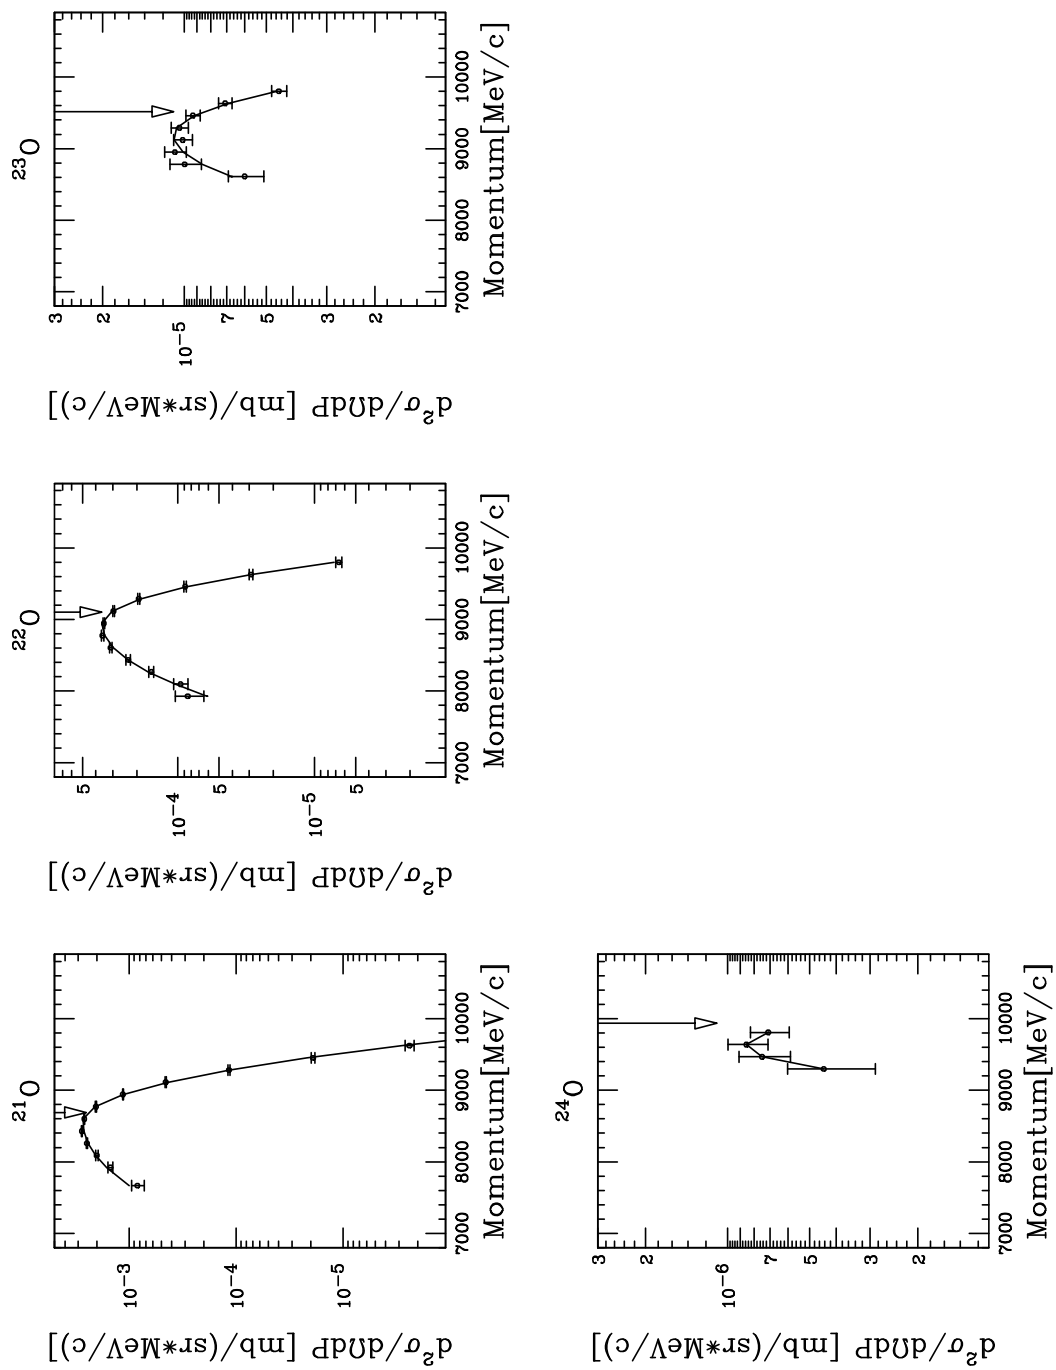 ²¹O
d²σ/dΩdP [mb/(sr*MeV/c)]
10⁻³
10⁻⁴
10⁻⁵
7000 8000 9000 10000
Momentum[MeV/c]
²²O
d²σ/dΩdP [mb/(sr*MeV/c)]
5
10⁻⁴
5
10⁻⁵
5
7000 8000 9000 10000
Momentum[MeV/c]
²³O
d²σ/dΩdP [mb/(sr*MeV/c)]
3
2
10⁻⁵
7
5
2
7000 8000 9000 10000
Momentum[MeV/c]
²⁴O
d²σ/dΩdP [mb/(sr*MeV/c)]
3
2
10⁻⁶
7
5
3
2
7000 8000 9000 10000
Momentum[MeV/c]